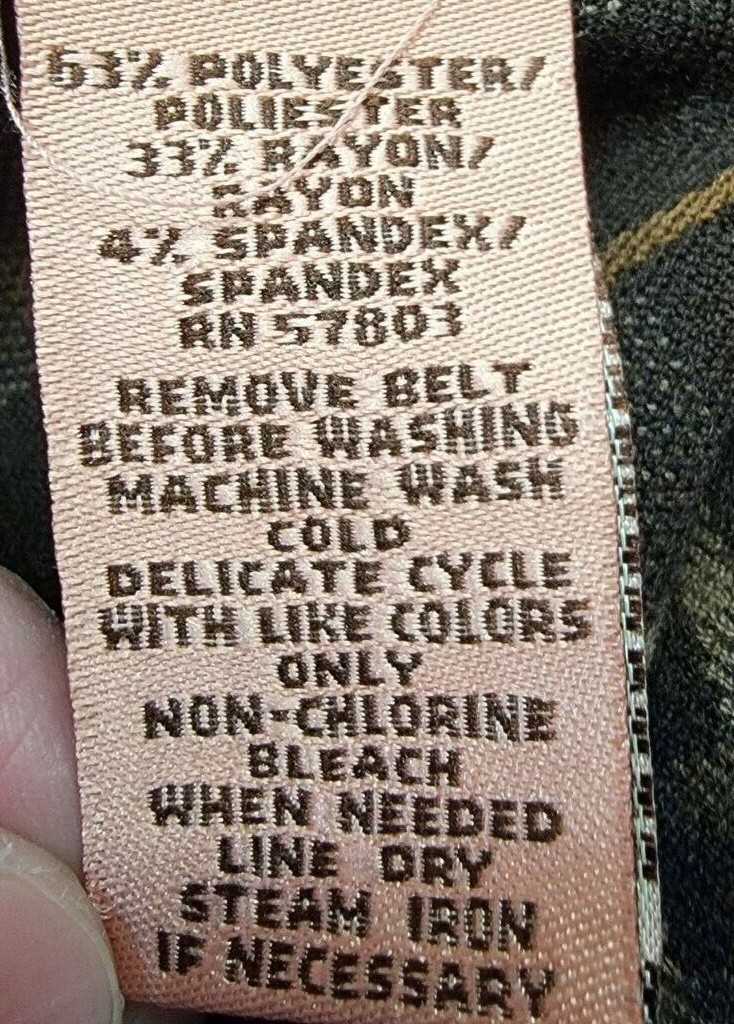 63% POLYESTER/
POLIESTER
33% RAYON/
RAYON
4% SPANDEX/
SPANDEX
RN 57803
REMOVE BELT
BEFORE WASHING
MACHINE WASH
COLD
DELICATE CYCLE
WITH LIKE COLORS
ONLY
NON-CHLORINE
BLEACH
WHEN NEEDED
LINE DRY
STEAM IRON
IF NECESSARY